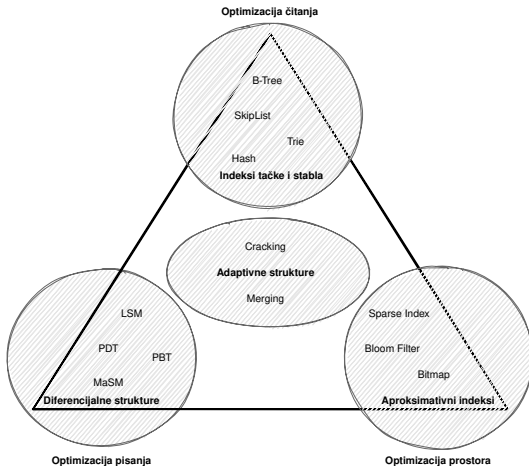 Optimizacija čitanja
B-Tree
SkipList
Trie
Hash
Indeksi tačke i stabla
Cracking
Adaptivne strukture
Merging
LSM
PDT
PBT
MaSM
Diferencijalne strukture
Sparse Index
Bloom Filter
Bitmap
Aproksimativni indeksi
Optimizacija pisanja
Optimizacija prostora